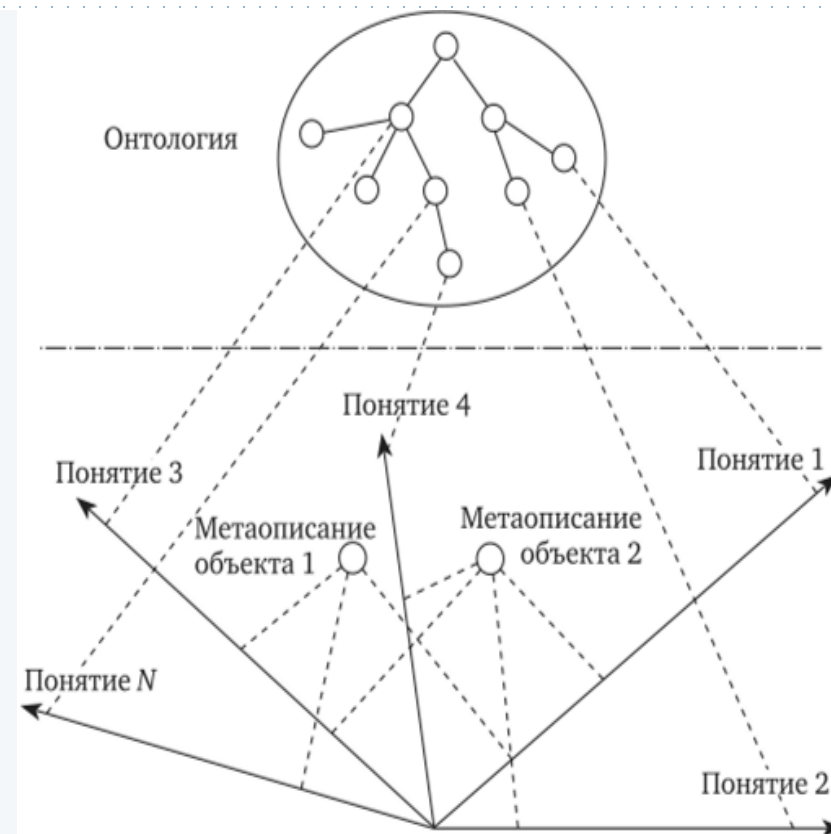 Онтология
Понятие 4
Понятие 3
Понятие 1
Метаописание
объекта 1
Метаописание
объекта 2
Понятие N
Понятие 2